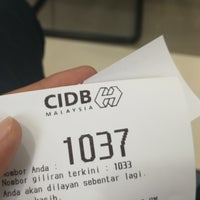 CIDB
MALAYSIA
Nombor Anda :
1037
Nombor giliran terkini : 1033
Anda akan dilayan sebentar lagi.